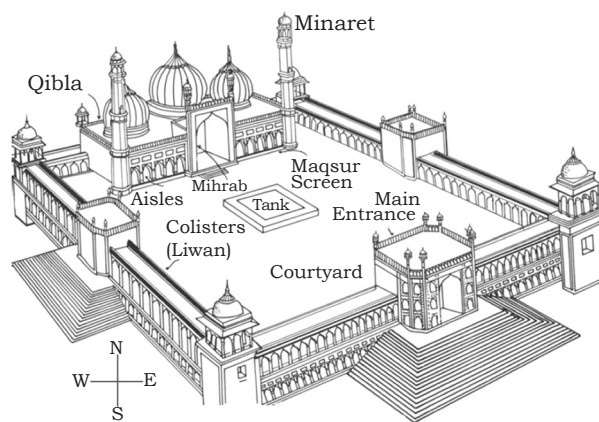 Minaret
Qibla
Aisles
Mihrab
Maqsur
Screen
Tank
Main
Entrance
Colisters
(Liwan)
Courtyard
N
W E
S